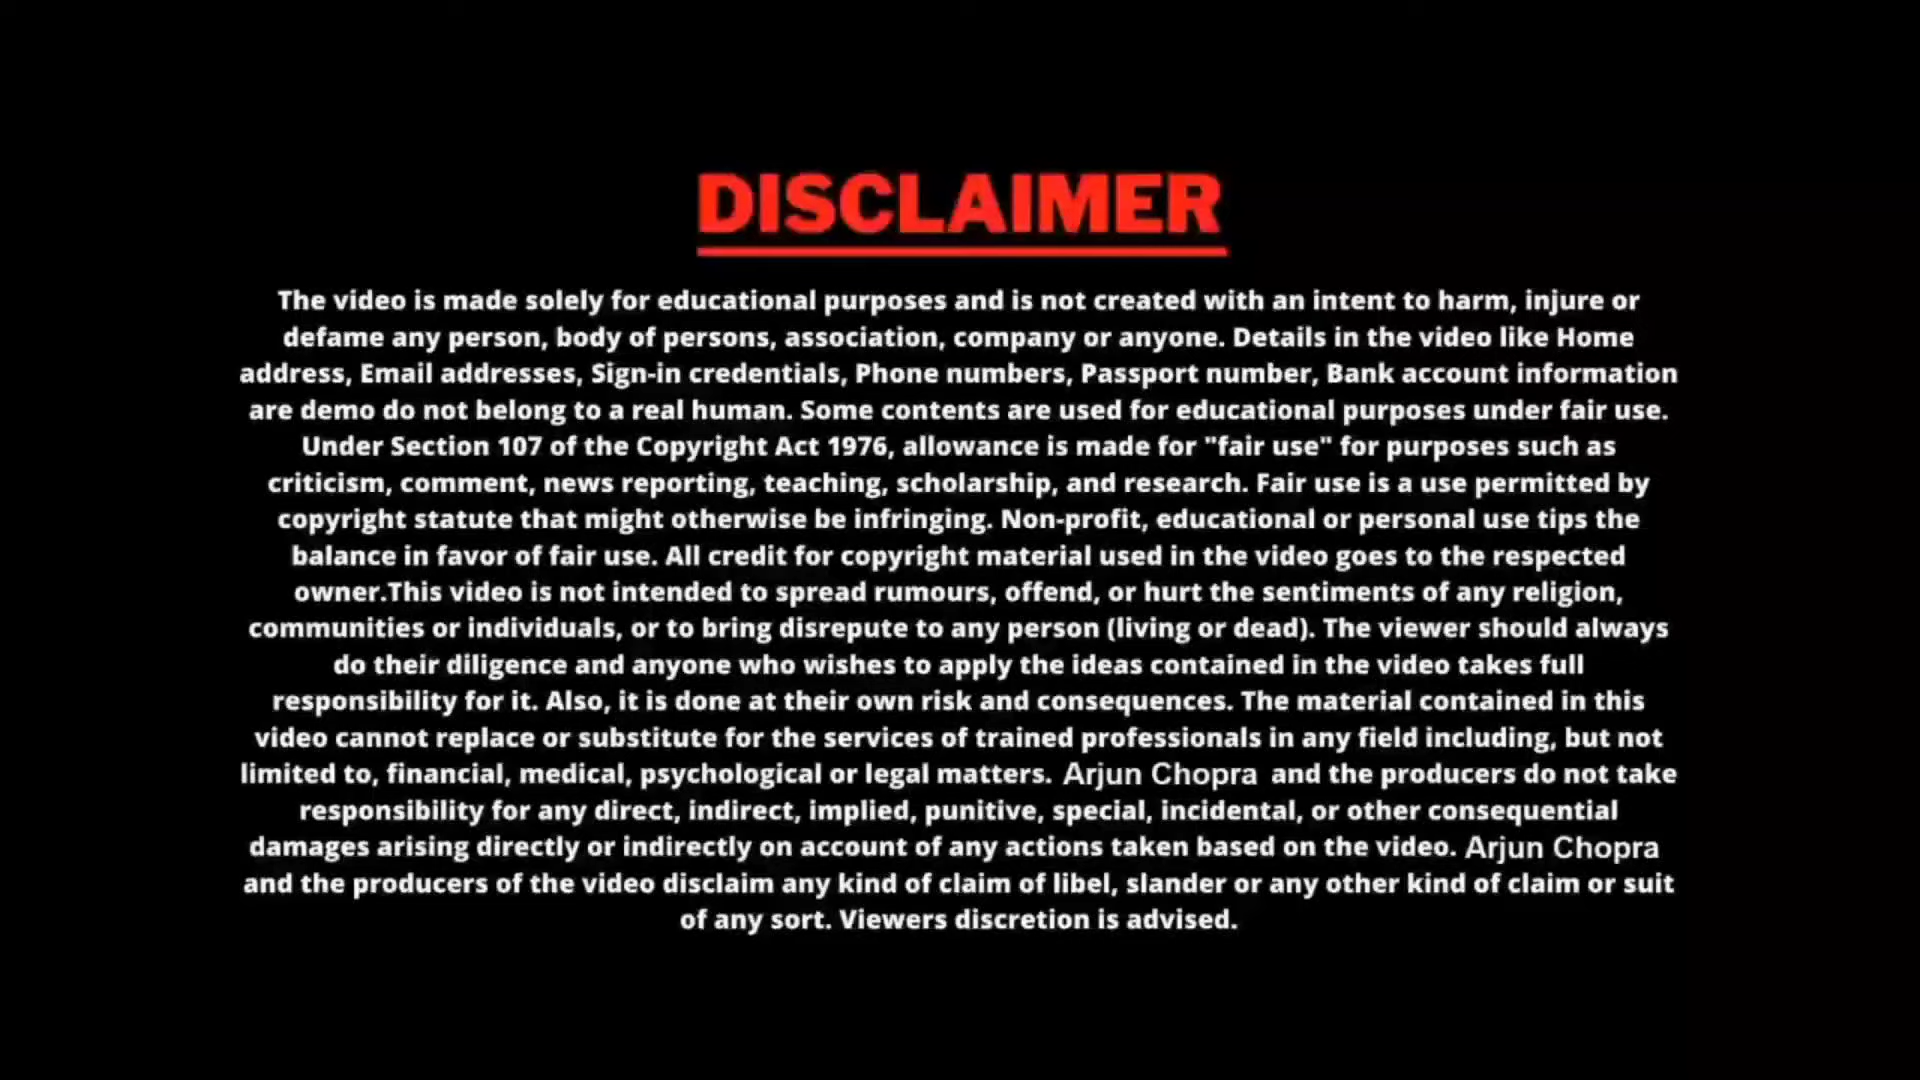 DISCLAIMER
The video is made solely for educational purposes and is not created with an intent to harm, injure or
defame any person, body of persons, association, company or anyone. Details in the video like Home
address, Email addresses, Sign-in credentials, Phone numbers, Passport number, Bank account information
are demo do not belong to a real human. Some contents are used for educational purposes under fair use.
Under Section 107 of the Copyright Act 1976, allowance is made for "fair use" for purposes such as
criticism, comment, news reporting, teaching, scholarship, and research. Fair use is a use permitted by
copyright statute that might otherwise be infringing. Non-profit, educational or personal use tips the
balance in favor of fair use. All credit for copyright material used in the video goes to the respected
owner.This video is not intended to spread rumours, offend, or hurt the sentiments of any religion,
communities or individuals, or to bring disrepute to any person (living or dead). The viewer should always
do their diligence and anyone who wishes to apply the ideas contained in the video takes full
responsibility for it. Also, it is done at their own risk and consequences. The material contained in this
video cannot replace or substitute for the services of trained professionals in any field including, but not
limited to, financial, medical, psychological or legal matters. Arjun Chopra and the producers do not take
responsibility for any direct, indirect, implied, punitive, special, incidental, or other consequential
damages arising directly or indirectly on account of any actions taken based on the video. Arjun Chopra
and the producers of the video disclaim any kind of claim of libel, slander or any other kind of claim or suit
of any sort. Viewers discretion is advised.